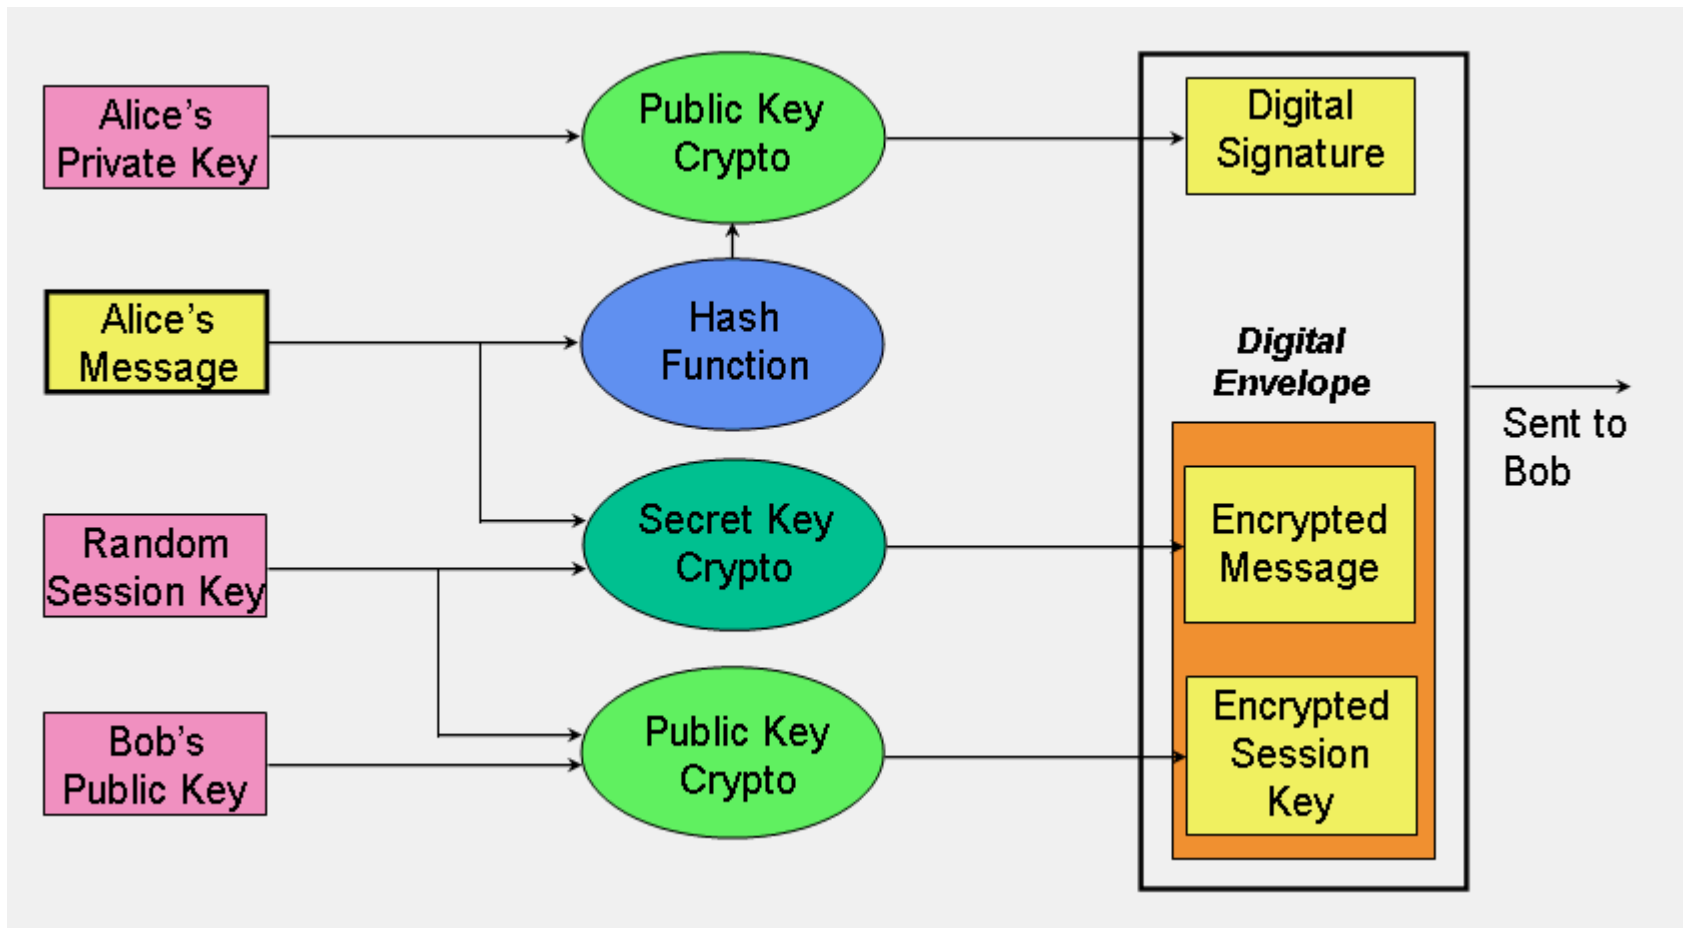 Alice's
Private Key
Public Key
Crypto
Digital
Signature
Alice's
Message
Hash
Function
Digital
Envelope
Sent to
Bob
Random
Session Key
Secret Key
Crypto
Encrypted
Message
Bob's
Public Key
Public Key
Crypto
Encrypted
Session
Key